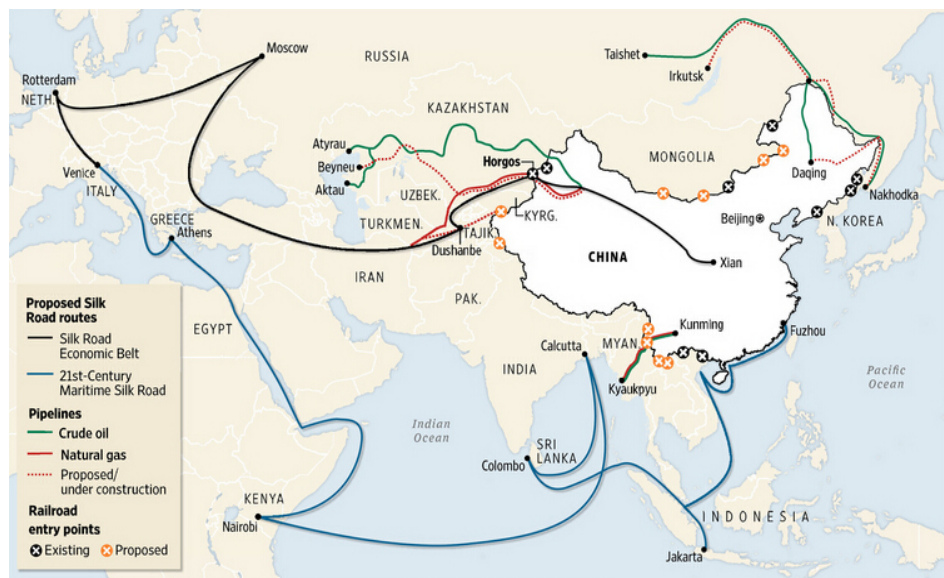 Moscow
RUSSIA
Taishet
Irkutsk
Rotterdam
NETH.
KAZAKHSTAN
Atyrau
Beyneu
Aktau
Horgos
MONGOLIA
Daqing
Nakhodka
Venice
ITALY
UZBEK.
KYRG.
Beijing
N. KOREA
GREECE
Athens
TURKMEN.
TAJIK.
Dushanbe
CHINA
Xian
IRAN
PAK.
EGYPT
Kunming
Fuzhou
Calcutta
MYAN.
INDIA
Kyaukpyu
Pacific
Ocean
Indian
Ocean
SRI
LANKA
Colombo
KENYA
Nairobi
INDONESIA
Jakarta
Proposed Silk
Road routes
Silk Road
Economic Belt
21st-Century
Maritime Silk Road
Pipelines
Crude oil
Natural gas
Proposed/
under construction
Railroad
entry points
Existing
Proposed